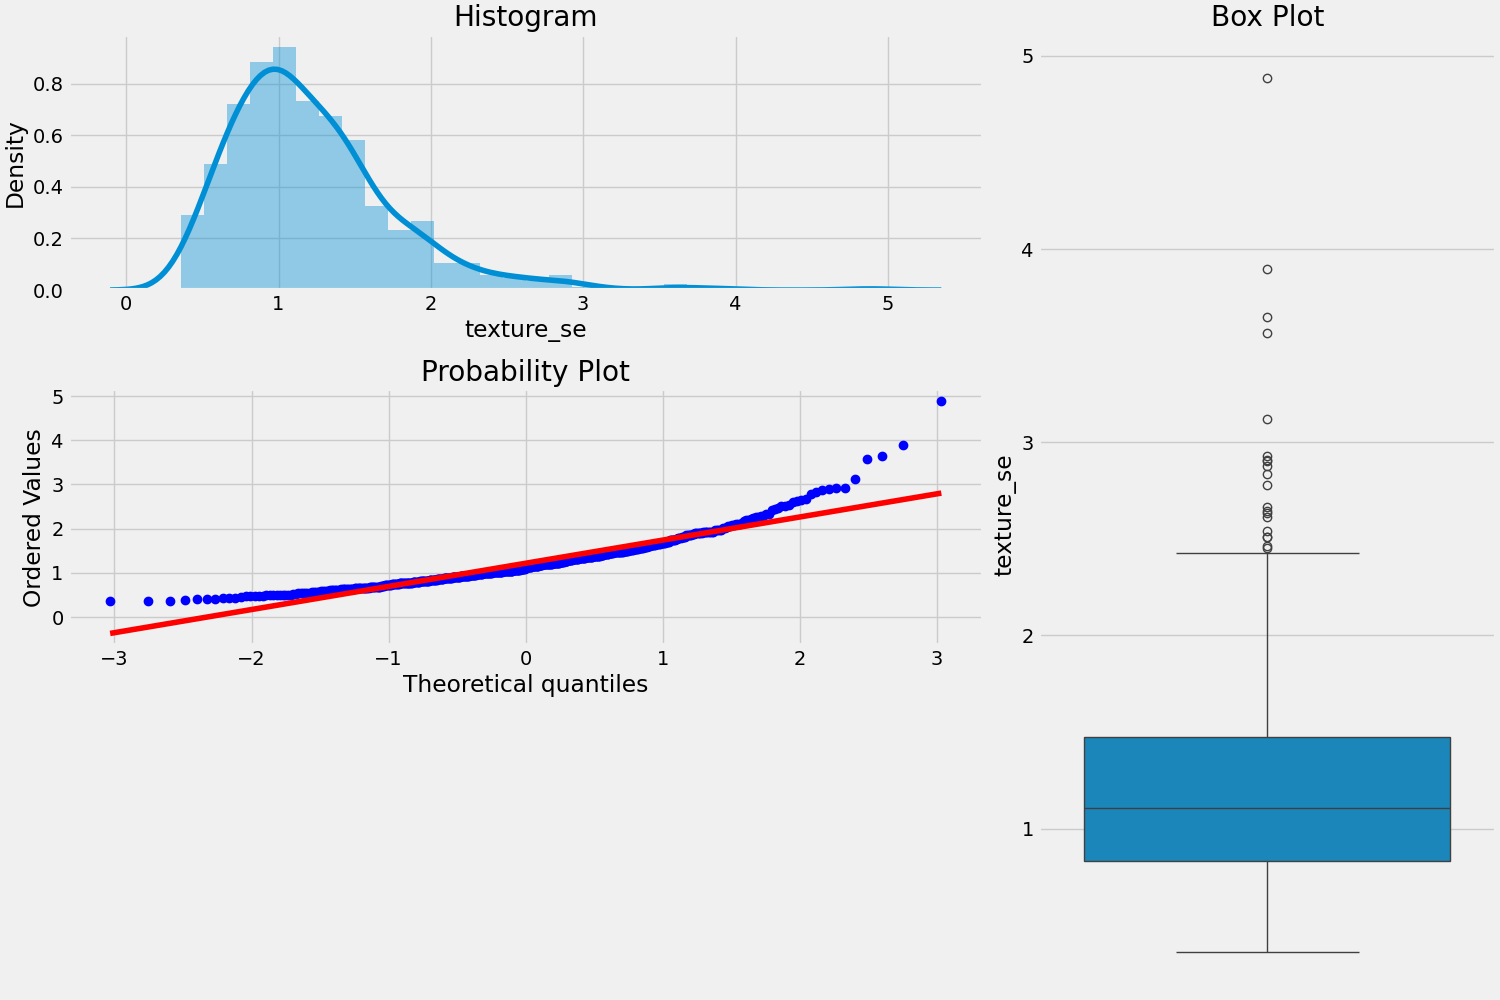 Histogram
Density
0.8
0.6
0.4
0.2
0.0
0 1 2 3 4 5
texture_se
Probability Plot
Ordered Values
5
4
3
2
1
0
−3 −2 −1 0 1 2 3
Theoretical quantiles
Box Plot
texture_se
5
4
3
2
1